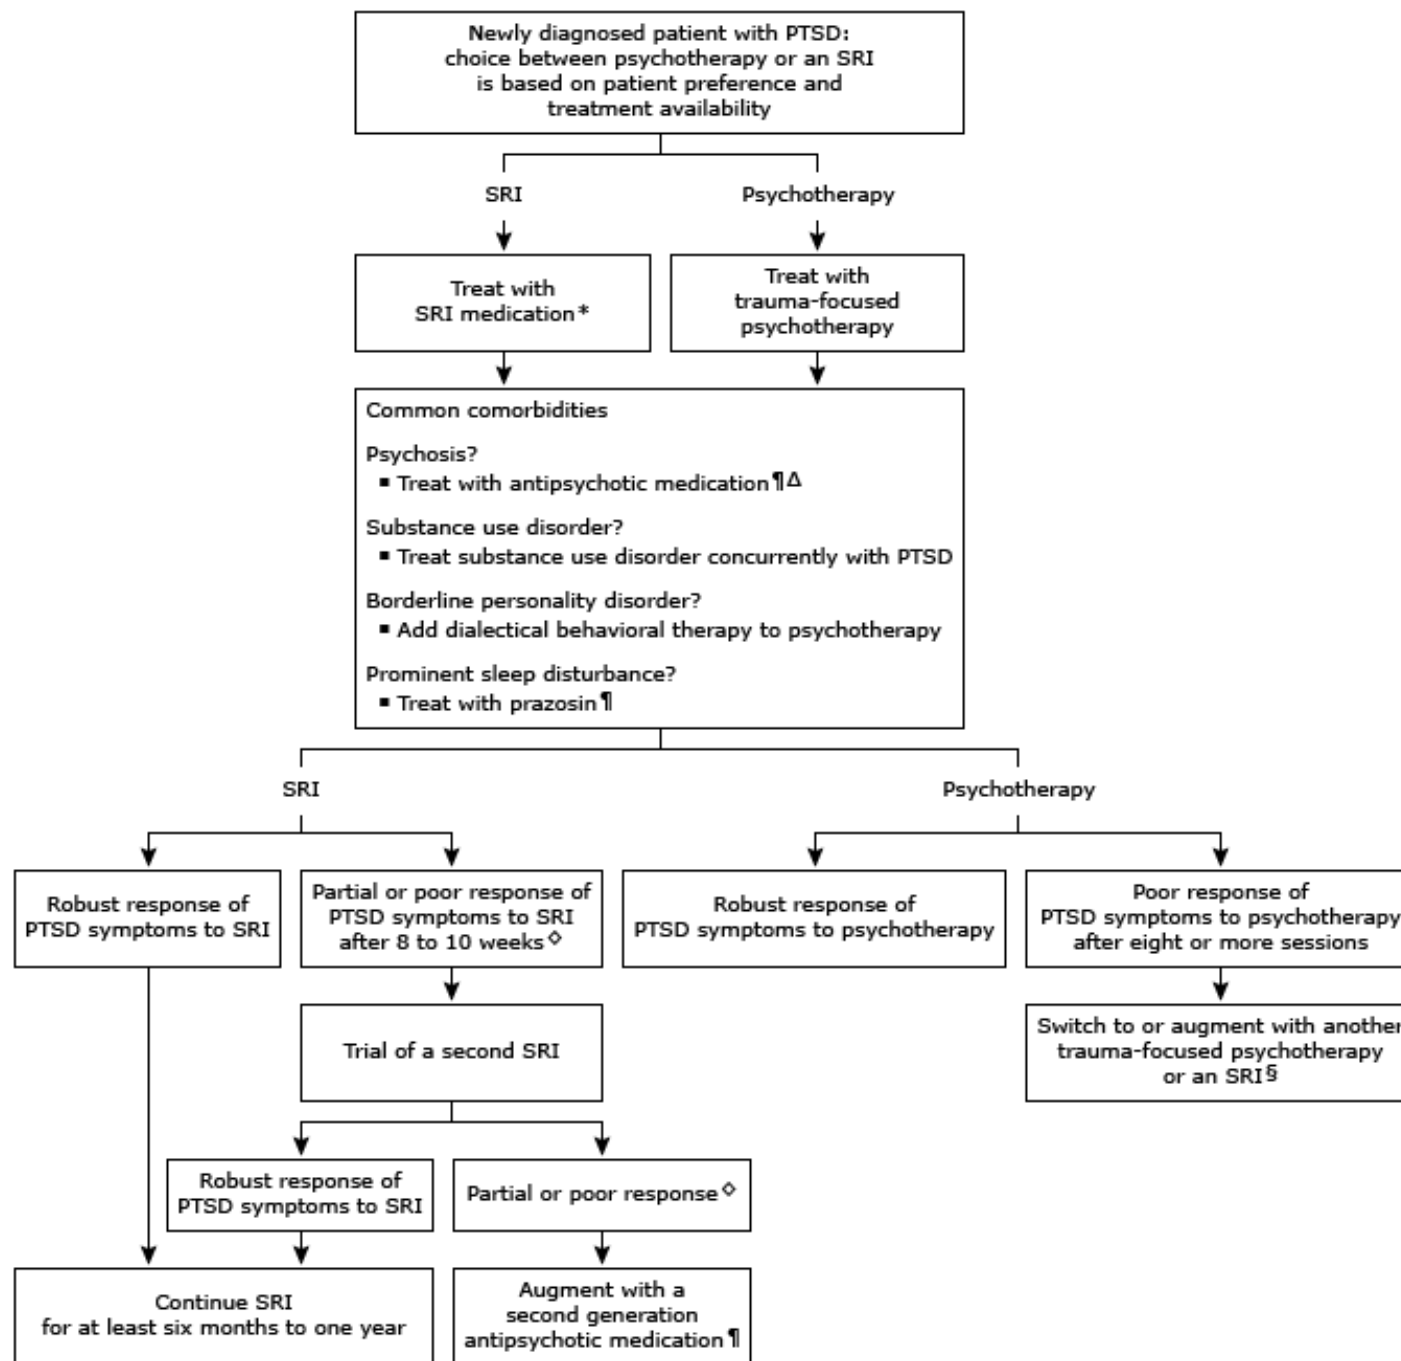 Newly diagnosed patient with PTSD:
choice between psychotherapy or an SRI
is based on patient preference and
treatment availability
SRI
Psychotherapy
Treat with
SRI medication*
Treat with
trauma-focused
psychotherapy
Common comorbidities
Psychosis?
▪ Treat with antipsychotic medication¶Δ
Substance use disorder?
▪ Treat substance use disorder concurrently with PTSD
Borderline personality disorder?
▪ Add dialectical behavioral therapy to psychotherapy
Prominent sleep disturbance?
▪ Treat with prazosin¶
SRI
Psychotherapy
Robust response of
PTSD symptoms to SRI
Partial or poor response of
PTSD symptoms to SRI
after 8 to 10 weeks◇
Robust response of
PTSD symptoms to psychotherapy
Poor response of
PTSD symptoms to psychotherapy
after eight or more sessions
Trial of a second SRI
Switch to or augment with another
trauma-focused psychotherapy
or an SRI§
Robust response of
PTSD symptoms to SRI
Partial or poor response◇
Continue SRI
for at least six months to one year
Augment with a
second generation
antipsychotic medication¶